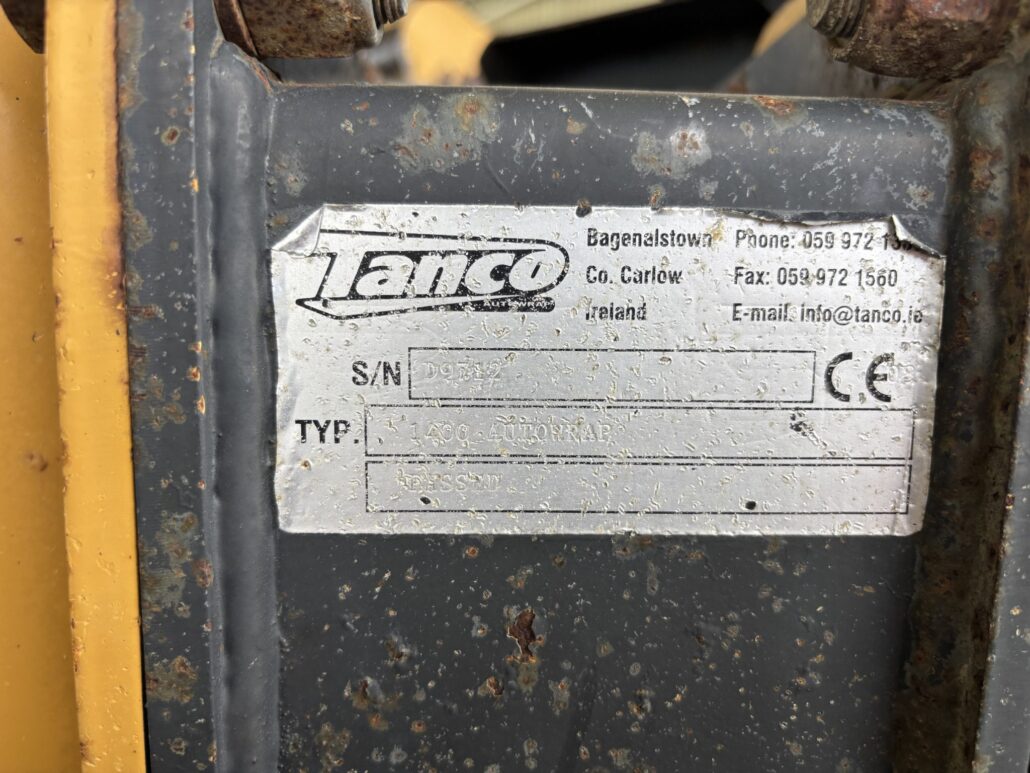 Tanco
AUTOWRAP
Bagenalstown Phone: 059 972 13
Co. Carlow Fax: 059 972 1560
Ireland E-mail: info@tanco.ie
S/N CE
TYP. 1400 AUTOWRAP